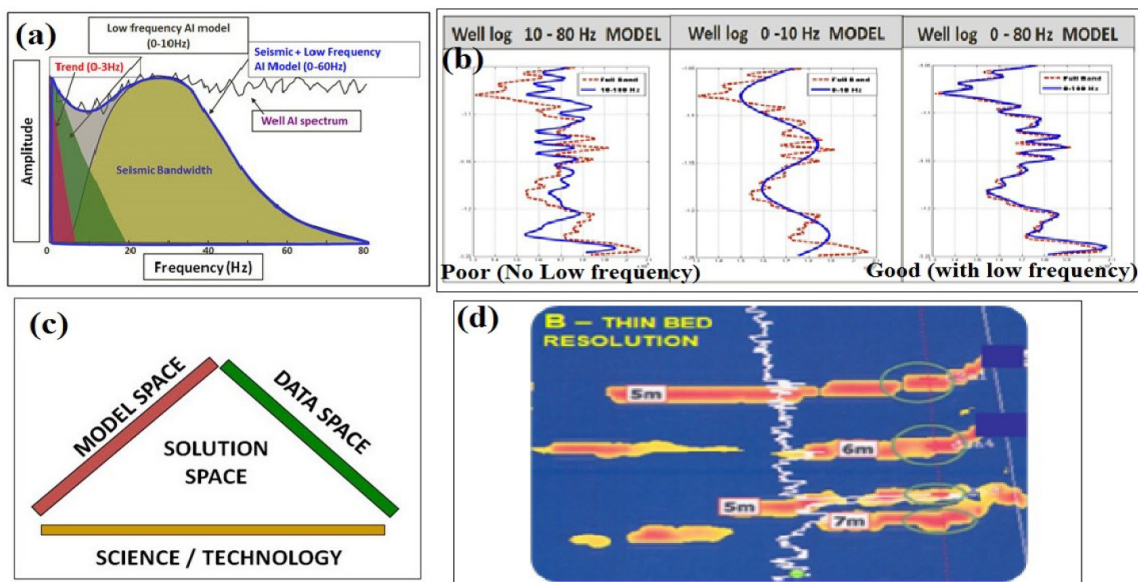 (a)
Low frequency AI model
(0-10Hz)
Trend (0-3Hz)
Seismic + Low Frequency
AI Model (0-60Hz)
Well AI spectrum
Seismic Bandwidth
Amplitude
0 20 40 60 80
Frequency (Hz)
Well log 10 - 80 Hz MODEL
Well log 0 -10 Hz MODEL
Well log 0 -80 Hz MODEL
(b)
Full Band
Full Band
0-10 Hz
Full Band
Poor (No Low frequency)
Good (with low frequency)
(c)
MODEL SPACE
DATA SPACE
SOLUTION
SPACE
SCIENCE / TECHNOLOGY
(d)
B – THIN BED
RESOLUTION
5m
6m
5m
7m